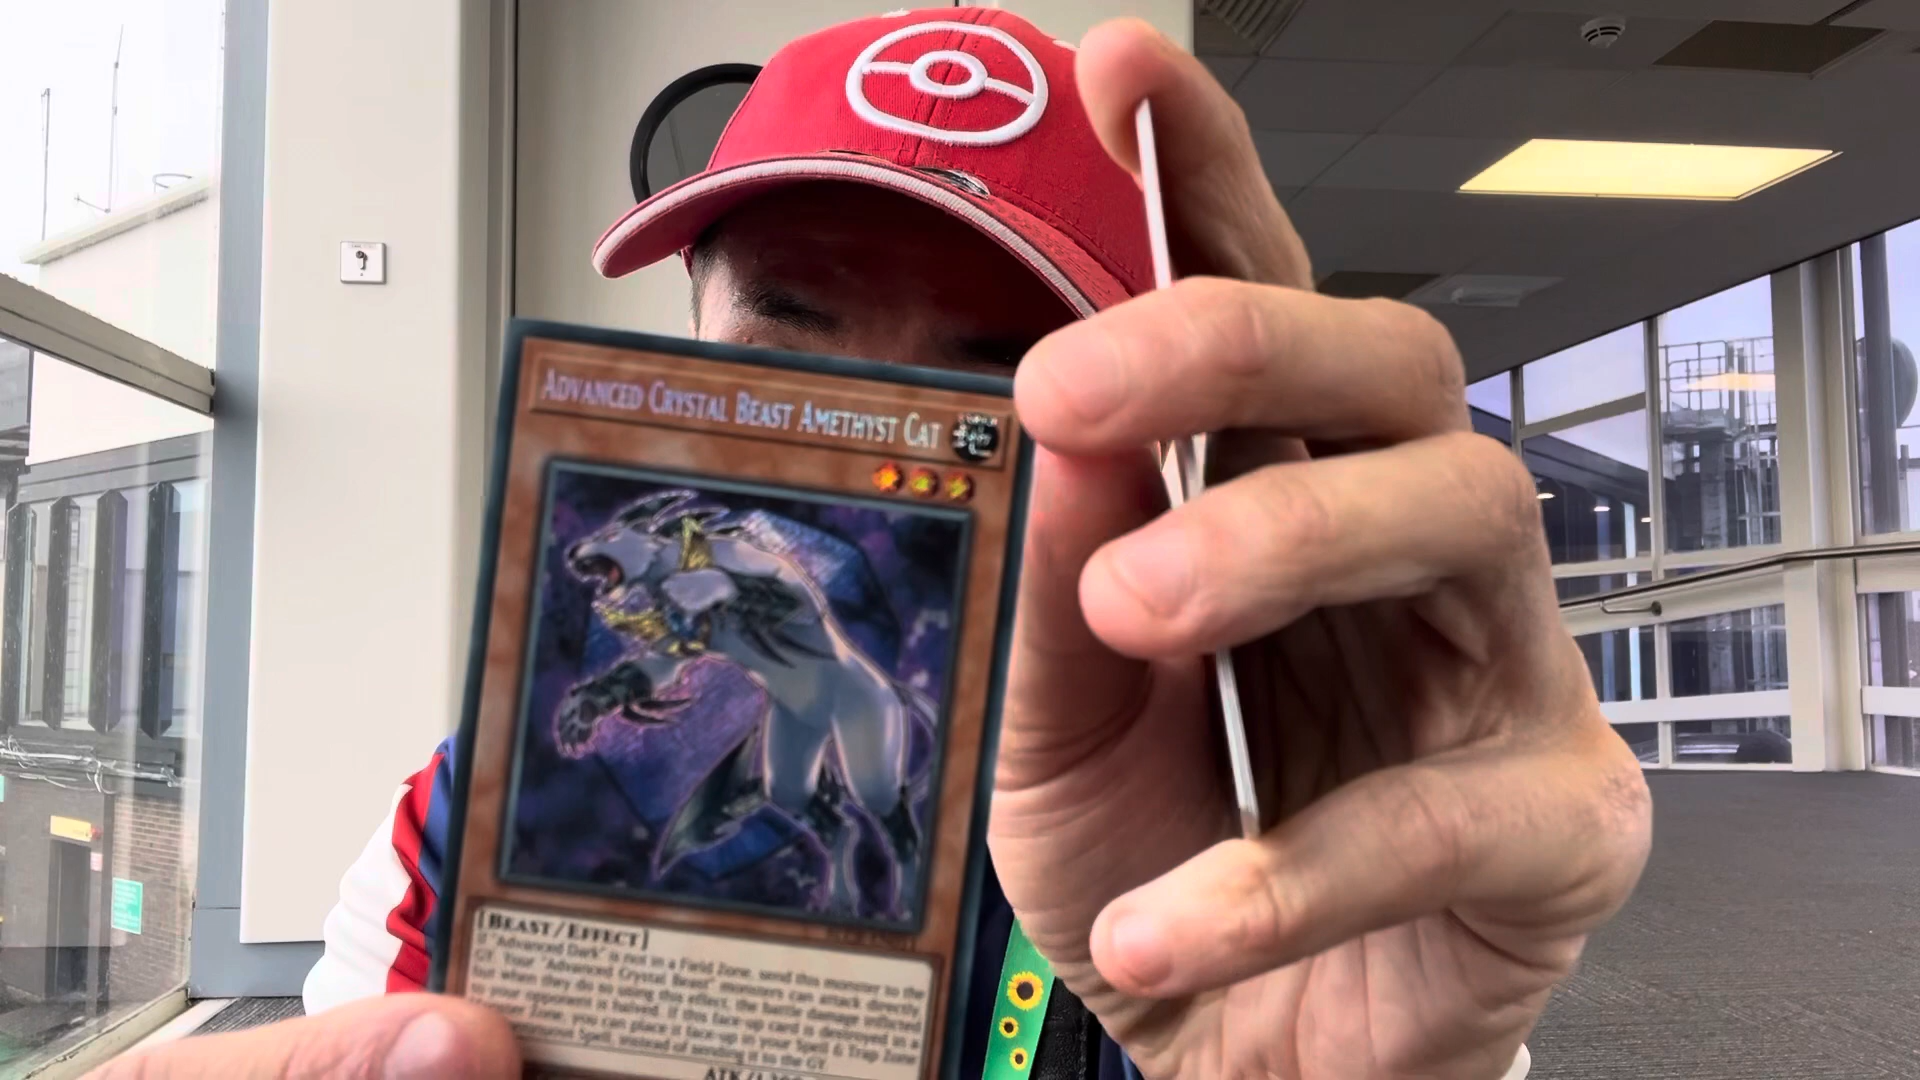 ADVANCED CRYSTAL BEAST AMETHYST CAT
[BEAST/EFFECT]
If "Advanced Dark" is not in a Field Zone, send this monster to the
GY. Your "Advanced Crystal Beast" monsters can attack directly,
but when they do so using this effect, the battle damage inflicted
to your opponent is halved. If this face-up card is destroyed in a
Zone, you can place it face-up in your Spell & Trap Zone
Spell, instead of sending it to the GY.
ATK/